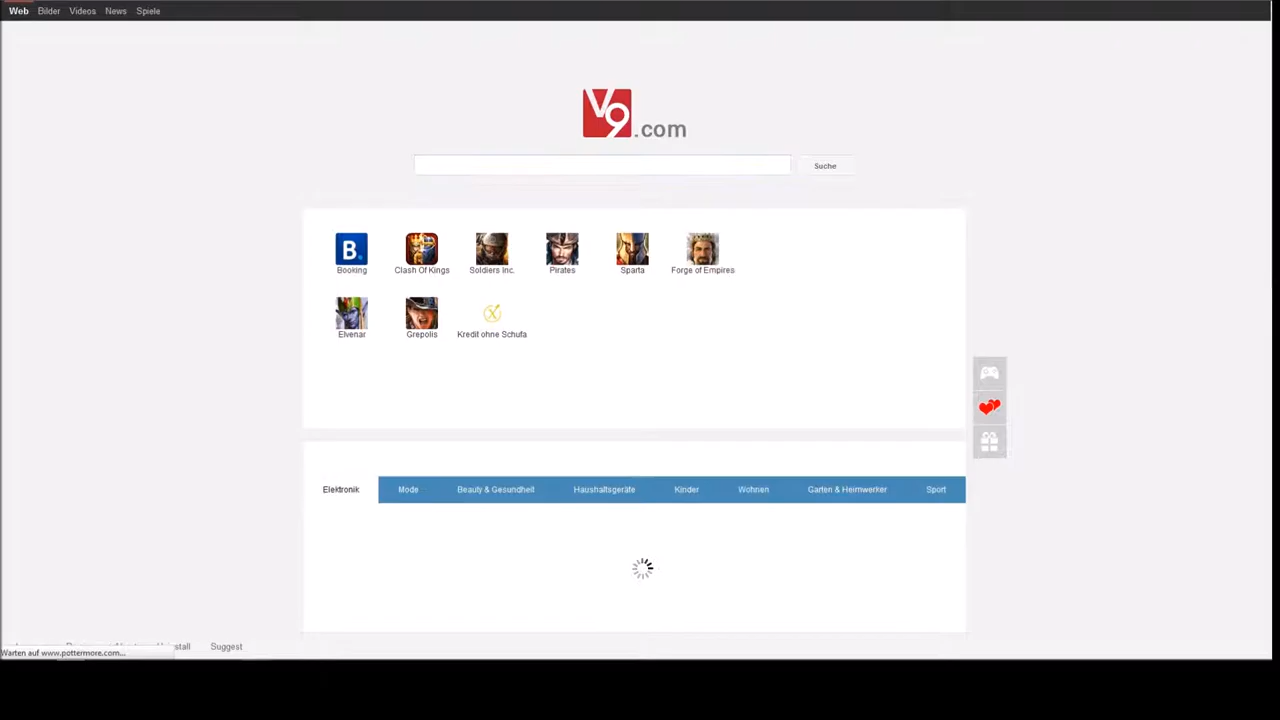 Web Bilder Videos News Spiele
V9.com
Suche
Booking Clash Of Kings Soldiers Inc. Pirates Sparta Forge of Empires
Elvenar Grepolis Kredit ohne Schufa
Elektronik Mode Beauty & Gesundheit Haushaltsgeräte Kinder Wohnen Garten & Heimwerker Sport
Suggest
Warten auf www.pottermore.com...